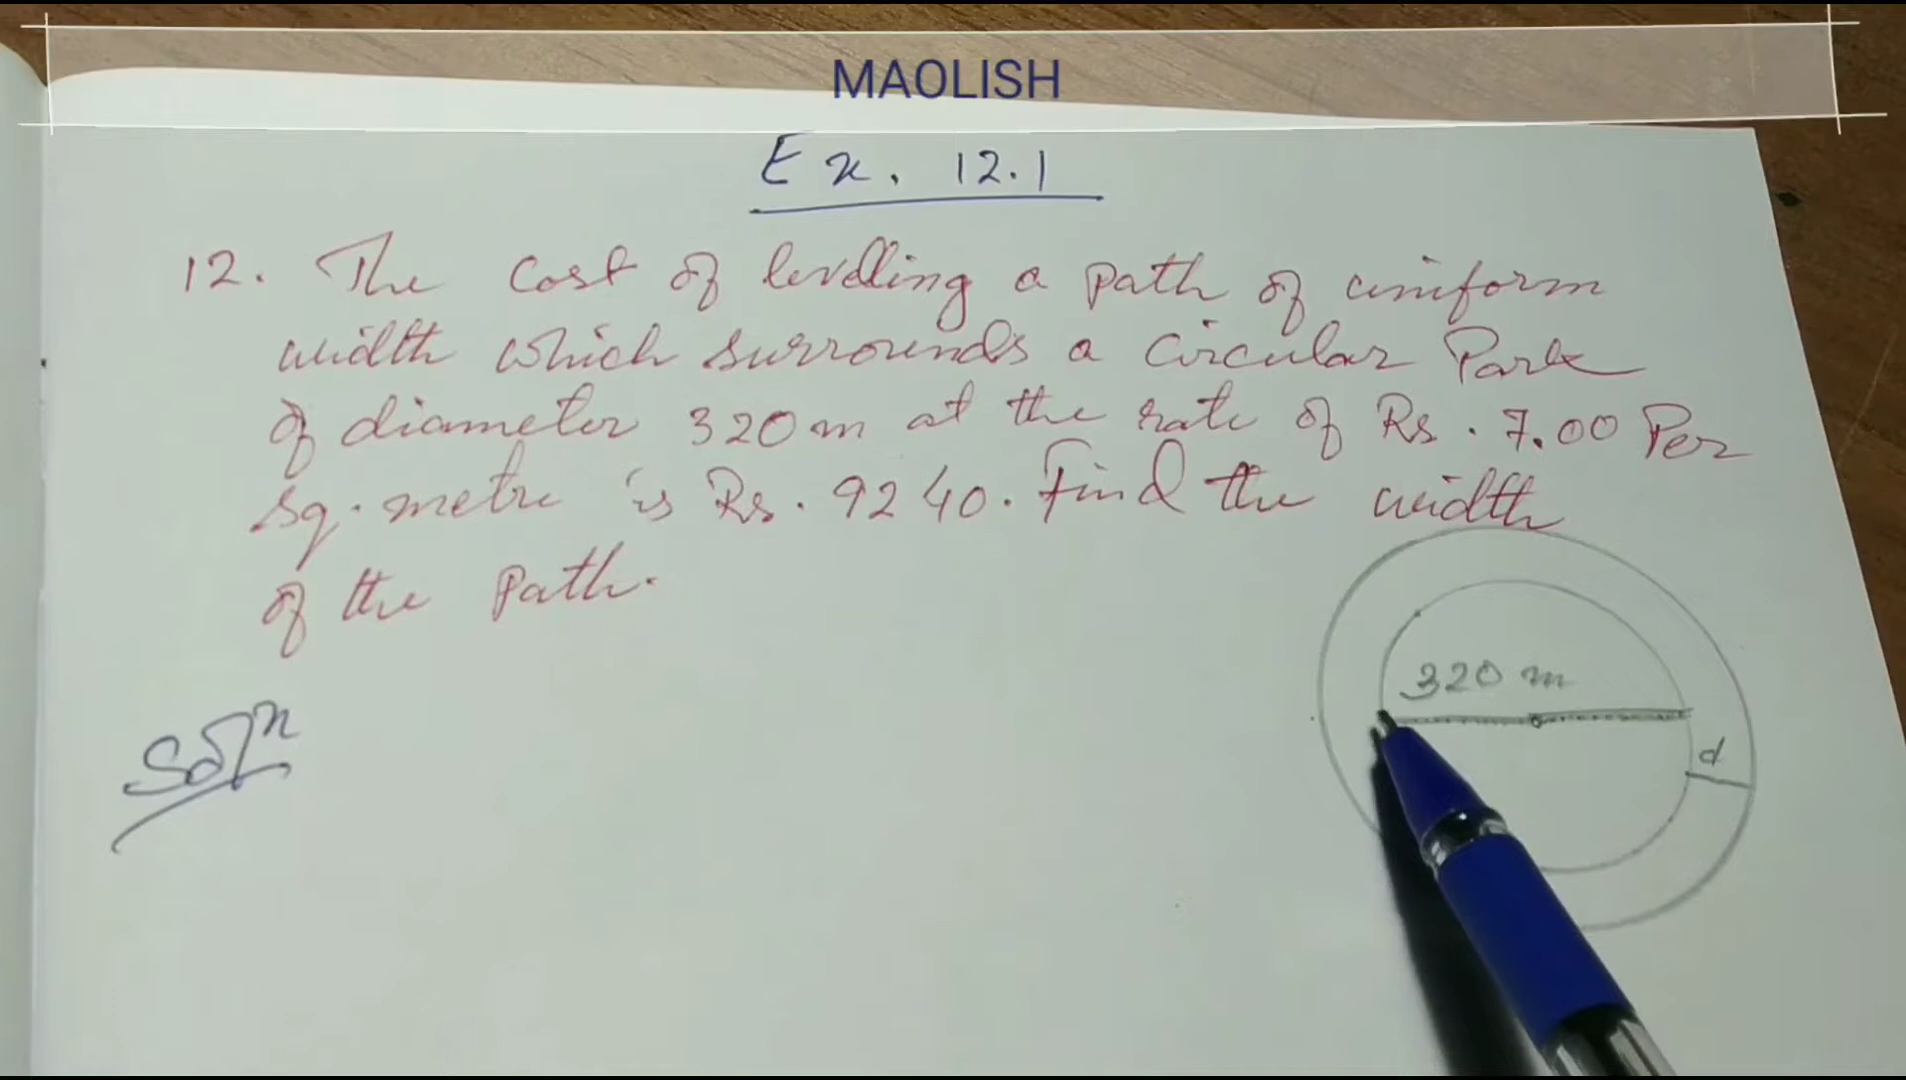 MAOLISH
Ex. 12.1
12. The cost of levelling a path of uniform
width which surrounds a circular Park
of diameter 320 m at the rate of Rs. 7.00 Per
sq. metre is Rs. 9240. Find the width
of the Path.
320 m
d
Solⁿ